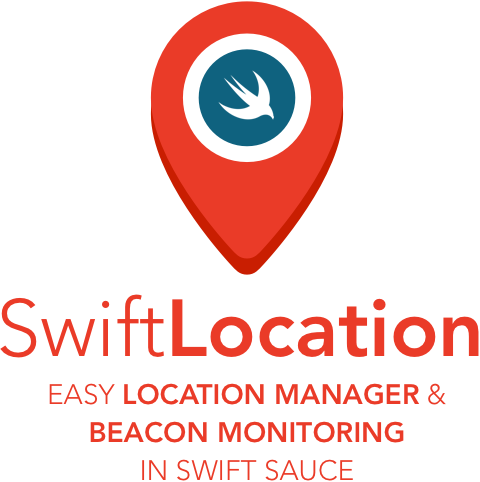 SwiftLocation
EASY LOCATION MANAGER &
BEACON MONITORING
IN SWIFT SAUCE